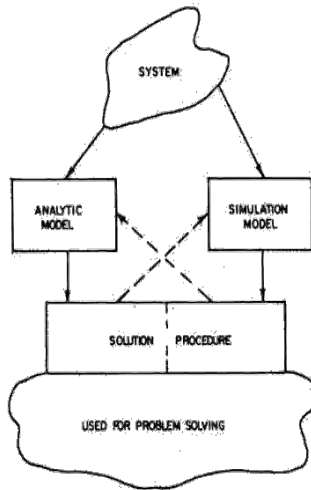 SYSTEM
ANALYTIC
MODEL
SIMULATION
MODEL
SOLUTION PROCEDURE
USED FOR PROBLEM SOLVING